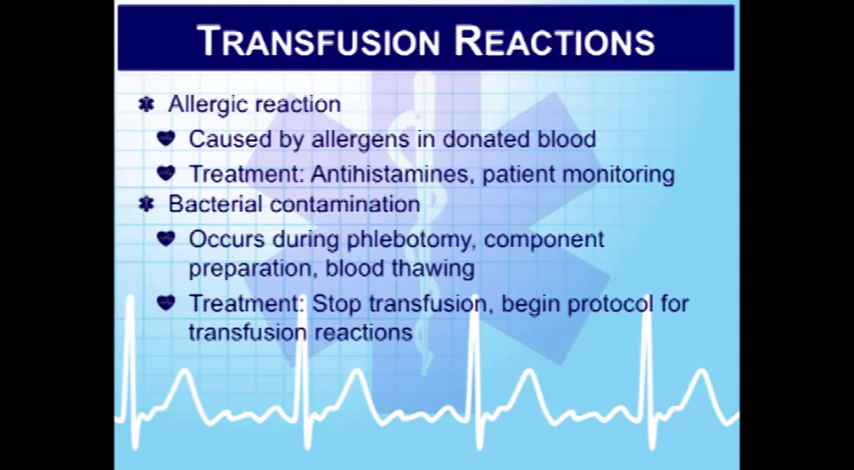 TRANSFUSION REACTIONS
Allergic reaction
Caused by allergens in donated blood
Treatment: Antihistamines, patient monitoring
Bacterial contamination
Occurs during phlebotomy, component
preparation, blood thawing
Treatment: Stop transfusion, begin protocol for
transfusion reactions